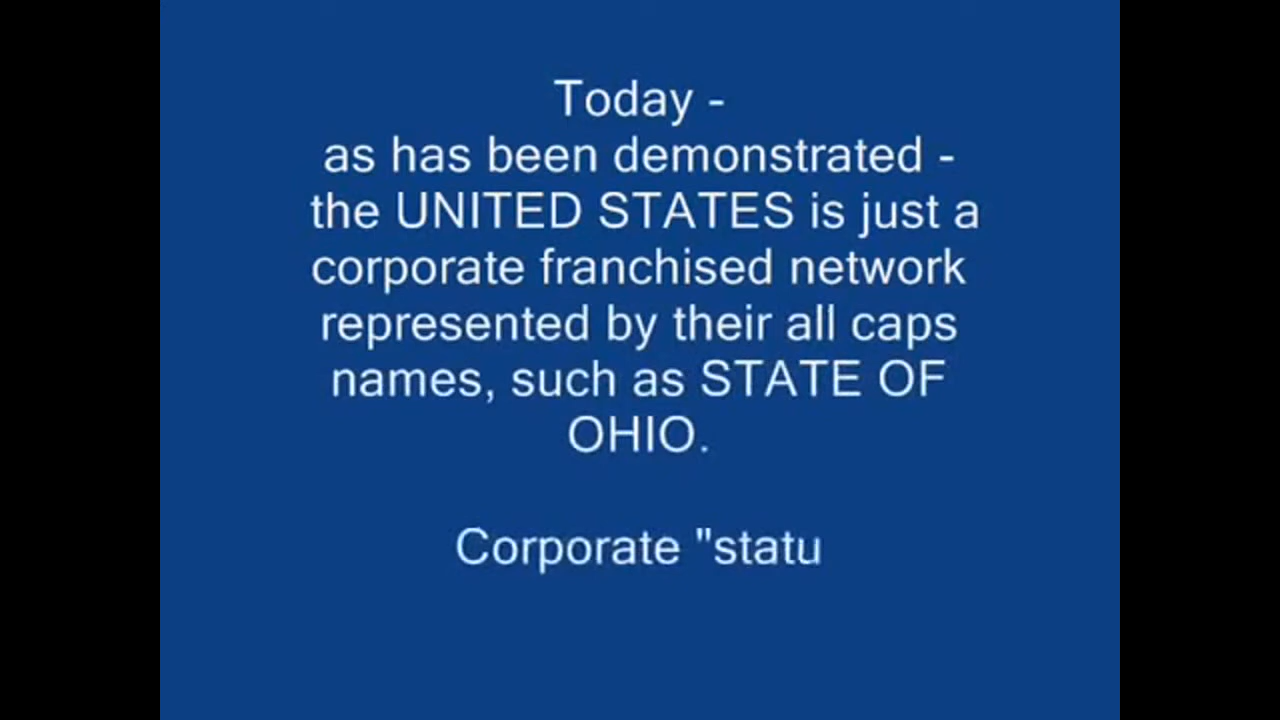 Today -
as has been demonstrated -
the UNITED STATES is just a
corporate franchised network
represented by their all caps
names, such as STATE OF
OHIO.
Corporate "statu